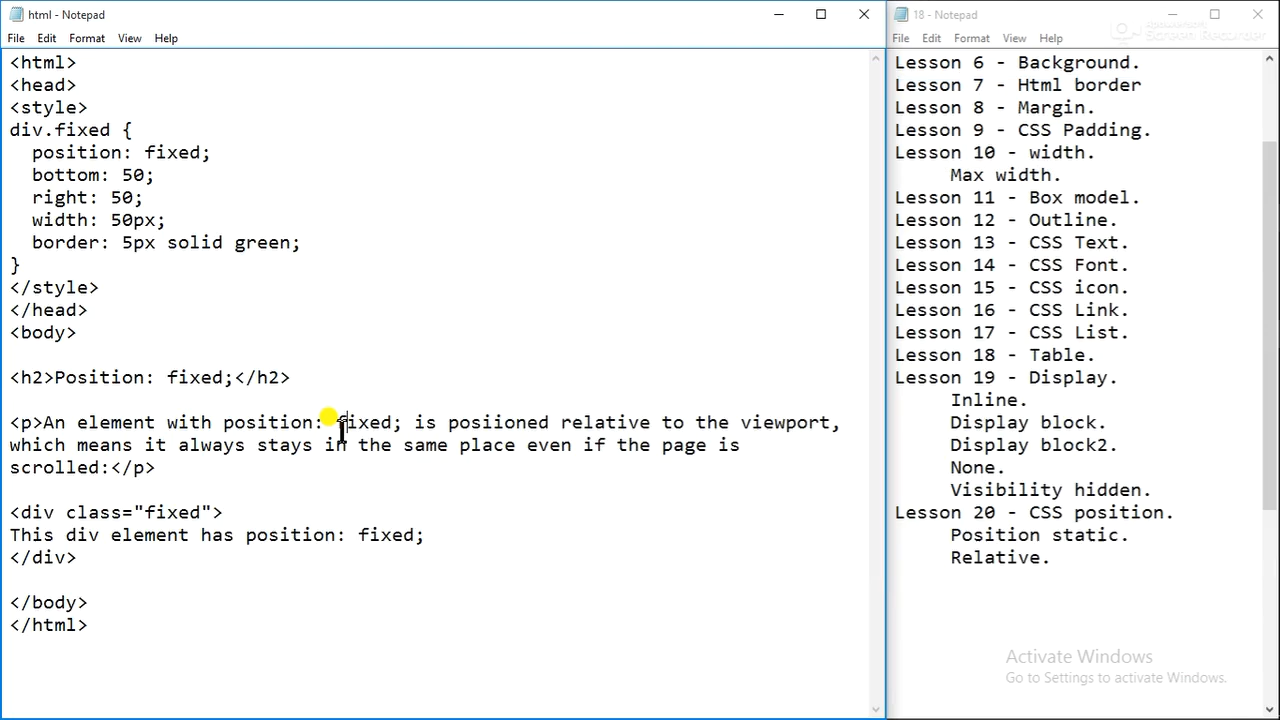 html - Notepad
File Edit Format View Help
<html>
<head>
<style>
div.fixed {
position: fixed;
bottom: 50;
right: 50;
width: 50px;
border: 5px solid green;
}
</style>
</head>
<body>
<h2>Position: fixed;</h2>
<p>An element with position: fixed; is posiioned relative to the viewport,
which means it always stays in the same place even if the page is
scrolled:</p>
<div class="fixed">
This div element has position: fixed;
</div>
</body>
</html>
18 - Notepad
File Edit Format View Help
Screen Recorder
Lesson 6 - Background.
Lesson 7 - Html border
Lesson 8 - Margin.
Lesson 9 - CSS Padding.
Lesson 10 - width.
Max width.
Lesson 11 - Box model.
Lesson 12 - Outline.
Lesson 13 - CSS Text.
Lesson 14 - CSS Font.
Lesson 15 - CSS icon.
Lesson 16 - CSS Link.
Lesson 17 - CSS List.
Lesson 18 - Table.
Lesson 19 - Display.
Inline.
Display block.
Display block2.
None.
Visibility hidden.
Lesson 20 - CSS position.
Position static.
Relative.
Activate Windows
Go to Settings to activate Windows.